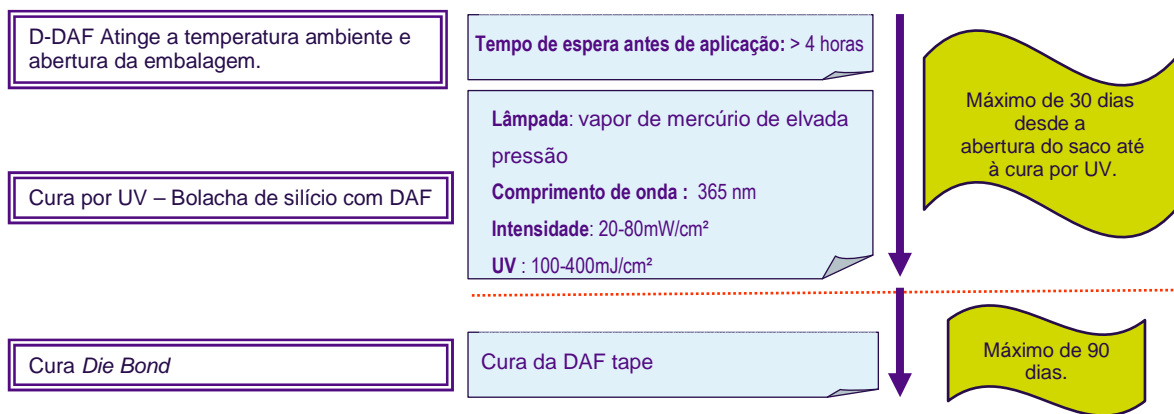 D-DAF Atinge a temperatura ambiente e
abertura da embalagem.
Tempo de espera antes de aplicação: > 4 horas
Máximo de 30 dias
desde a
abertura do saco até
à cura por UV.
Cura por UV – Bolacha de silício com DAF
Lâmpada: vapor de mercúrio de elvada
pressão
Comprimento de onda : 365 nm
Intensidade: 20-80mW/cm²
UV : 100-400mJ/cm²
Cura Die Bond
Cura da DAF tape
Máximo de 90
dias.